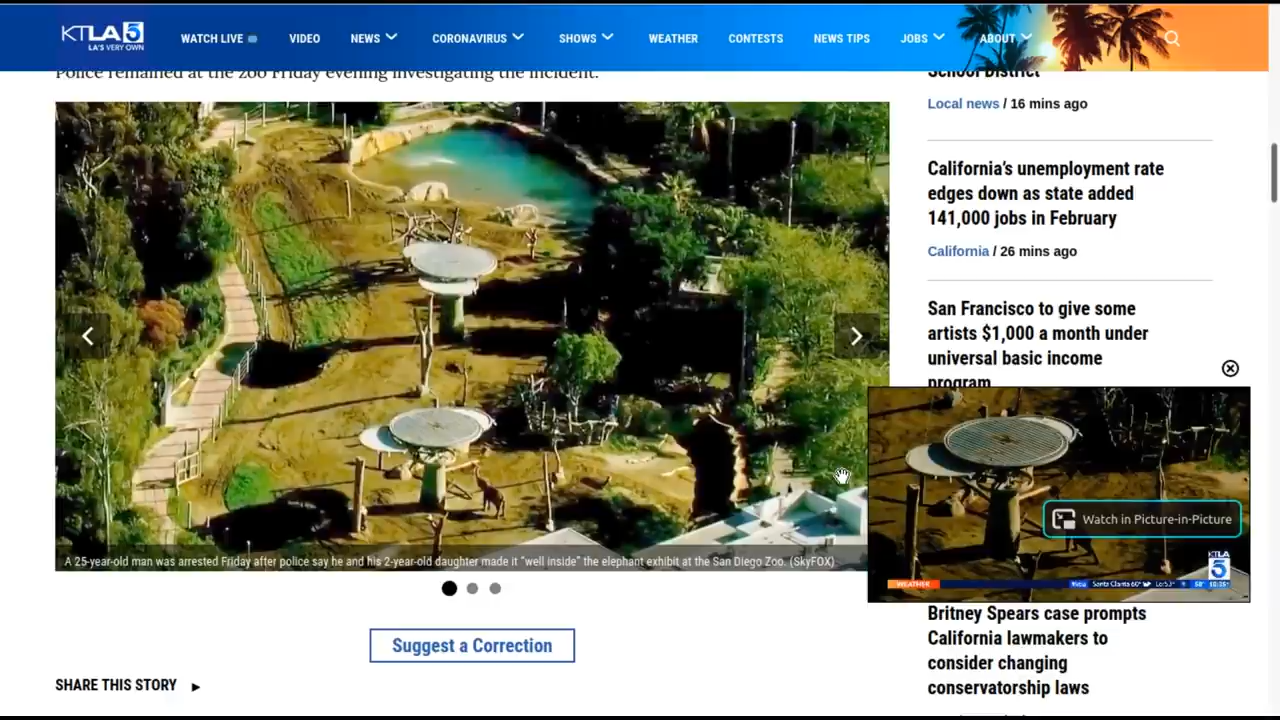 KTLA 5
LA'S VERY OWN
WATCH LIVE
VIDEO
NEWS
CORONAVIRUS
SHOWS
WEATHER
CONTESTS
NEWS TIPS
JOBS
ABOUT
Police remained at the zoo Friday evening investigating the incident.
A 25-year-old man was arrested Friday after police say he and his 2-year-old daughter made it “well inside” the elephant exhibit at the San Diego Zoo. (SkyFOX)
Suggest a Correction
SHARE THIS STORY
School District
Local news / 16 mins ago
California’s unemployment rate
edges down as state added
141,000 jobs in February
California / 26 mins ago
San Francisco to give some
artists $1,000 a month under
universal basic income
program
Watch in Picture-in-Picture
KTLA
5
WEATHER
Santa Clarita 60°
Britney Spears case prompts
California lawmakers to
consider changing
conservatorship laws